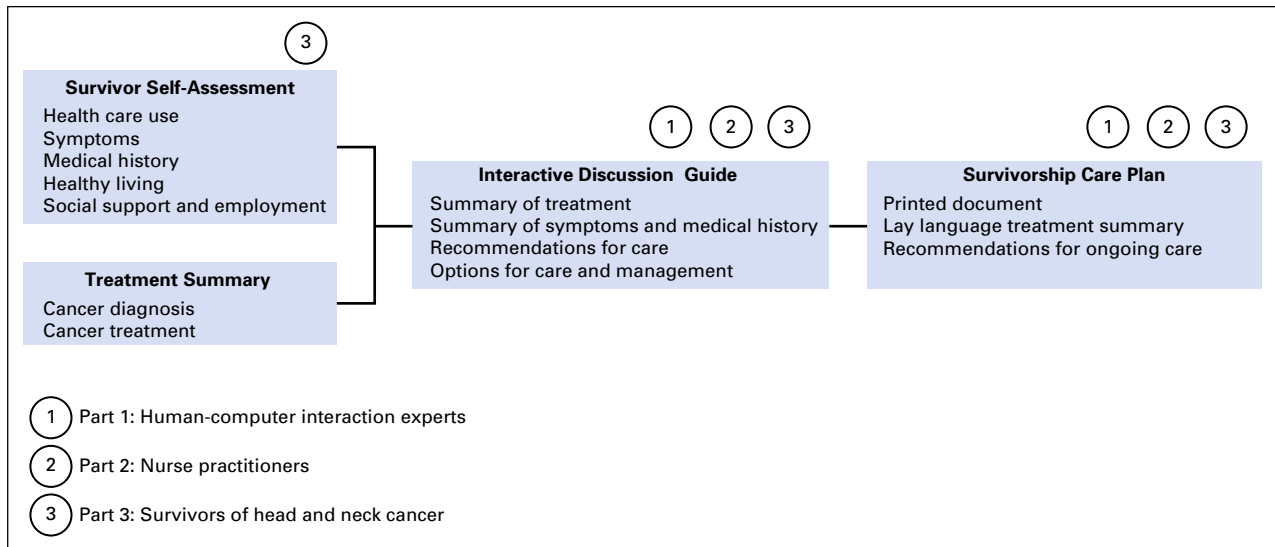 3
Survivor Self-Assessment
Health care use
Symptoms
Medical history
Healthy living
Social support and employment
Treatment Summary
Cancer diagnosis
Cancer treatment
1 2 3
Interactive Discussion Guide
Summary of treatment
Summary of symptoms and medical history
Recommendations for care
Options for care and management
1 2 3
Survivorship Care Plan
Printed document
Lay language treatment summary
Recommendations for ongoing care
1 Part 1: Human-computer interaction experts
2 Part 2: Nurse practitioners
3 Part 3: Survivors of head and neck cancer